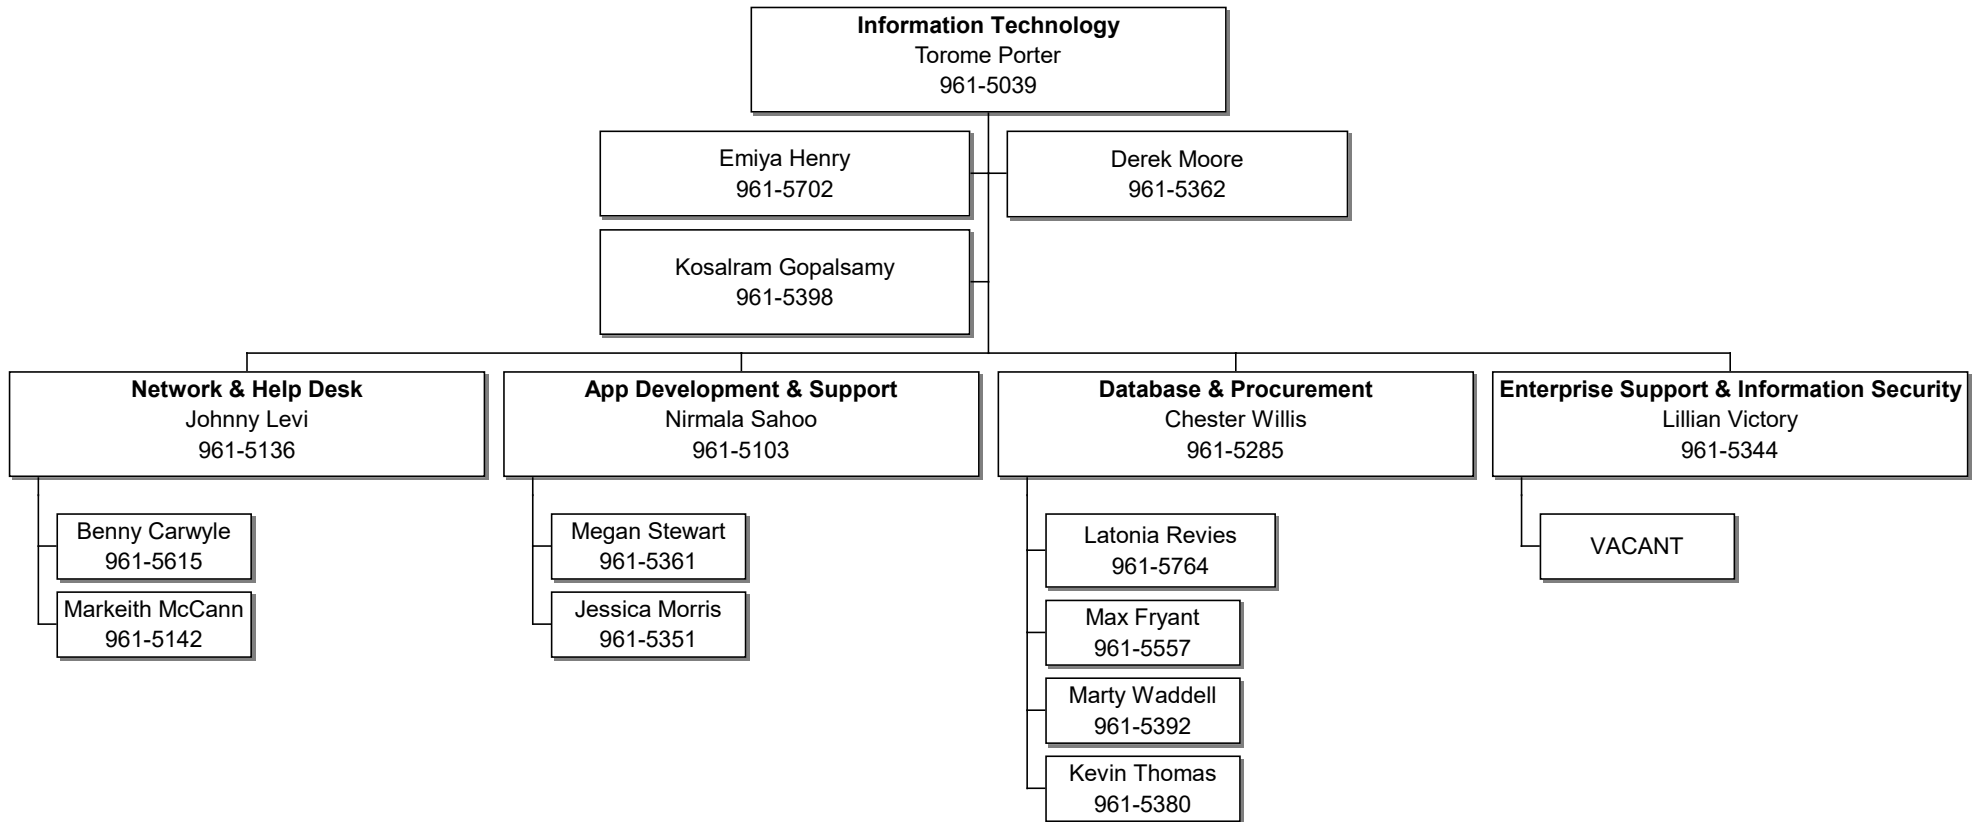 Information Technology
Torome Porter
961-5039
Emiya Henry
961-5702
Derek Moore
961-5362
Kosalram Gopalsamy
961-5398
Network & Help Desk
Johnny Levi
961-5136
App Development & Support
Nirmala Sahoo
961-5103
Database & Procurement
Chester Willis
961-5285
Enterprise Support & Information Security
Lillian Victory
961-5344
Benny Carwyle
961-5615
Markeith McCann
961-5142
Megan Stewart
961-5361
Jessica Morris
961-5351
Latonia Revies
961-5764
Max Fryant
961-5557
Marty Waddell
961-5392
Kevin Thomas
961-5380
VACANT